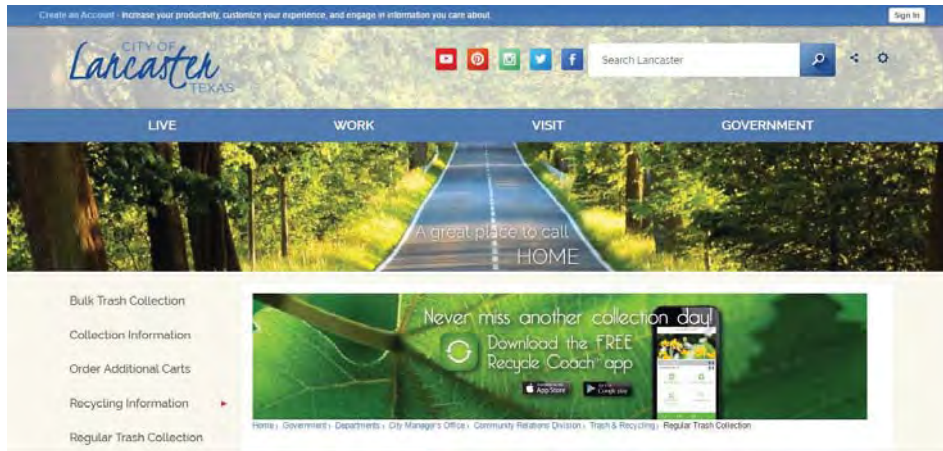 Create an Account - Increase your productivity, customize your experience, and engage in information you care about.
Sign In
CITY OF
Lancaster
TEXAS
Search Lancaster
LIVE WORK VISIT GOVERNMENT
A great place to call
HOME
Bulk Trash Collection
Collection Information
Order Additional Carts
Recycling Information
Regular Trash Collection
Never miss another collection day!
Download the FREE
Recycle Coach™ app
App Store Google play
Home › Government › Departments › City Manager's Office › Community Relations Division › Trash & Recycling › Regular Trash Collection